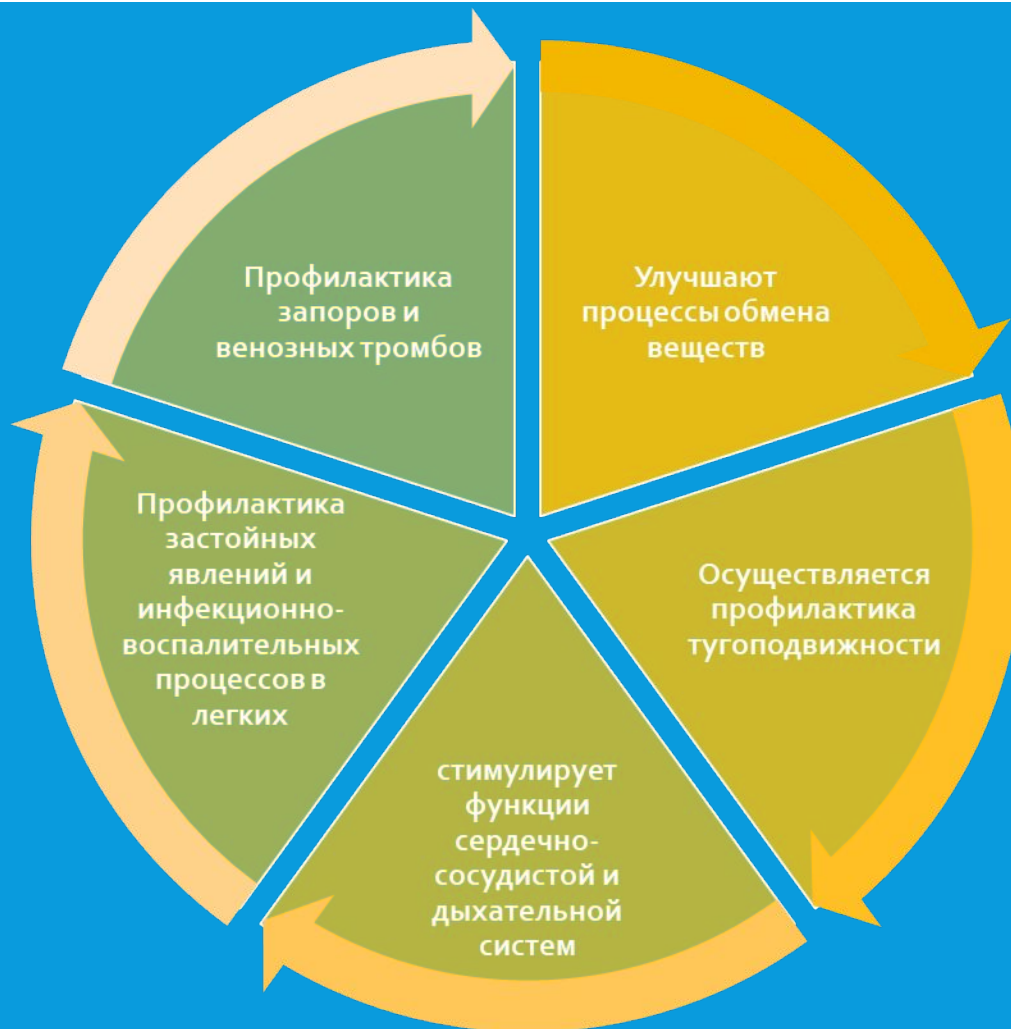 Улучшают
процессы обмена
веществ
Осуществляется
профилактика
тугоподвижности
стимулирует
функции
сердечно-
сосудистой и
дыхательной
систем
Профилактика
застойных
явлений и
инфекционно-
воспалительных
процессов в
легких
Профилактика
запоров и
венозных тромбов